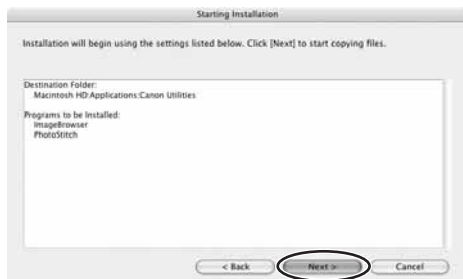 Starting Installation
Installation will begin using the settings listed below. Click [Next] to start copying files.
Destination Folder:
Macintosh HD:Applications:Canon Utilities
Programs to be Installed:
ImageBrowser
PhotoStitch
< Back Next > Cancel